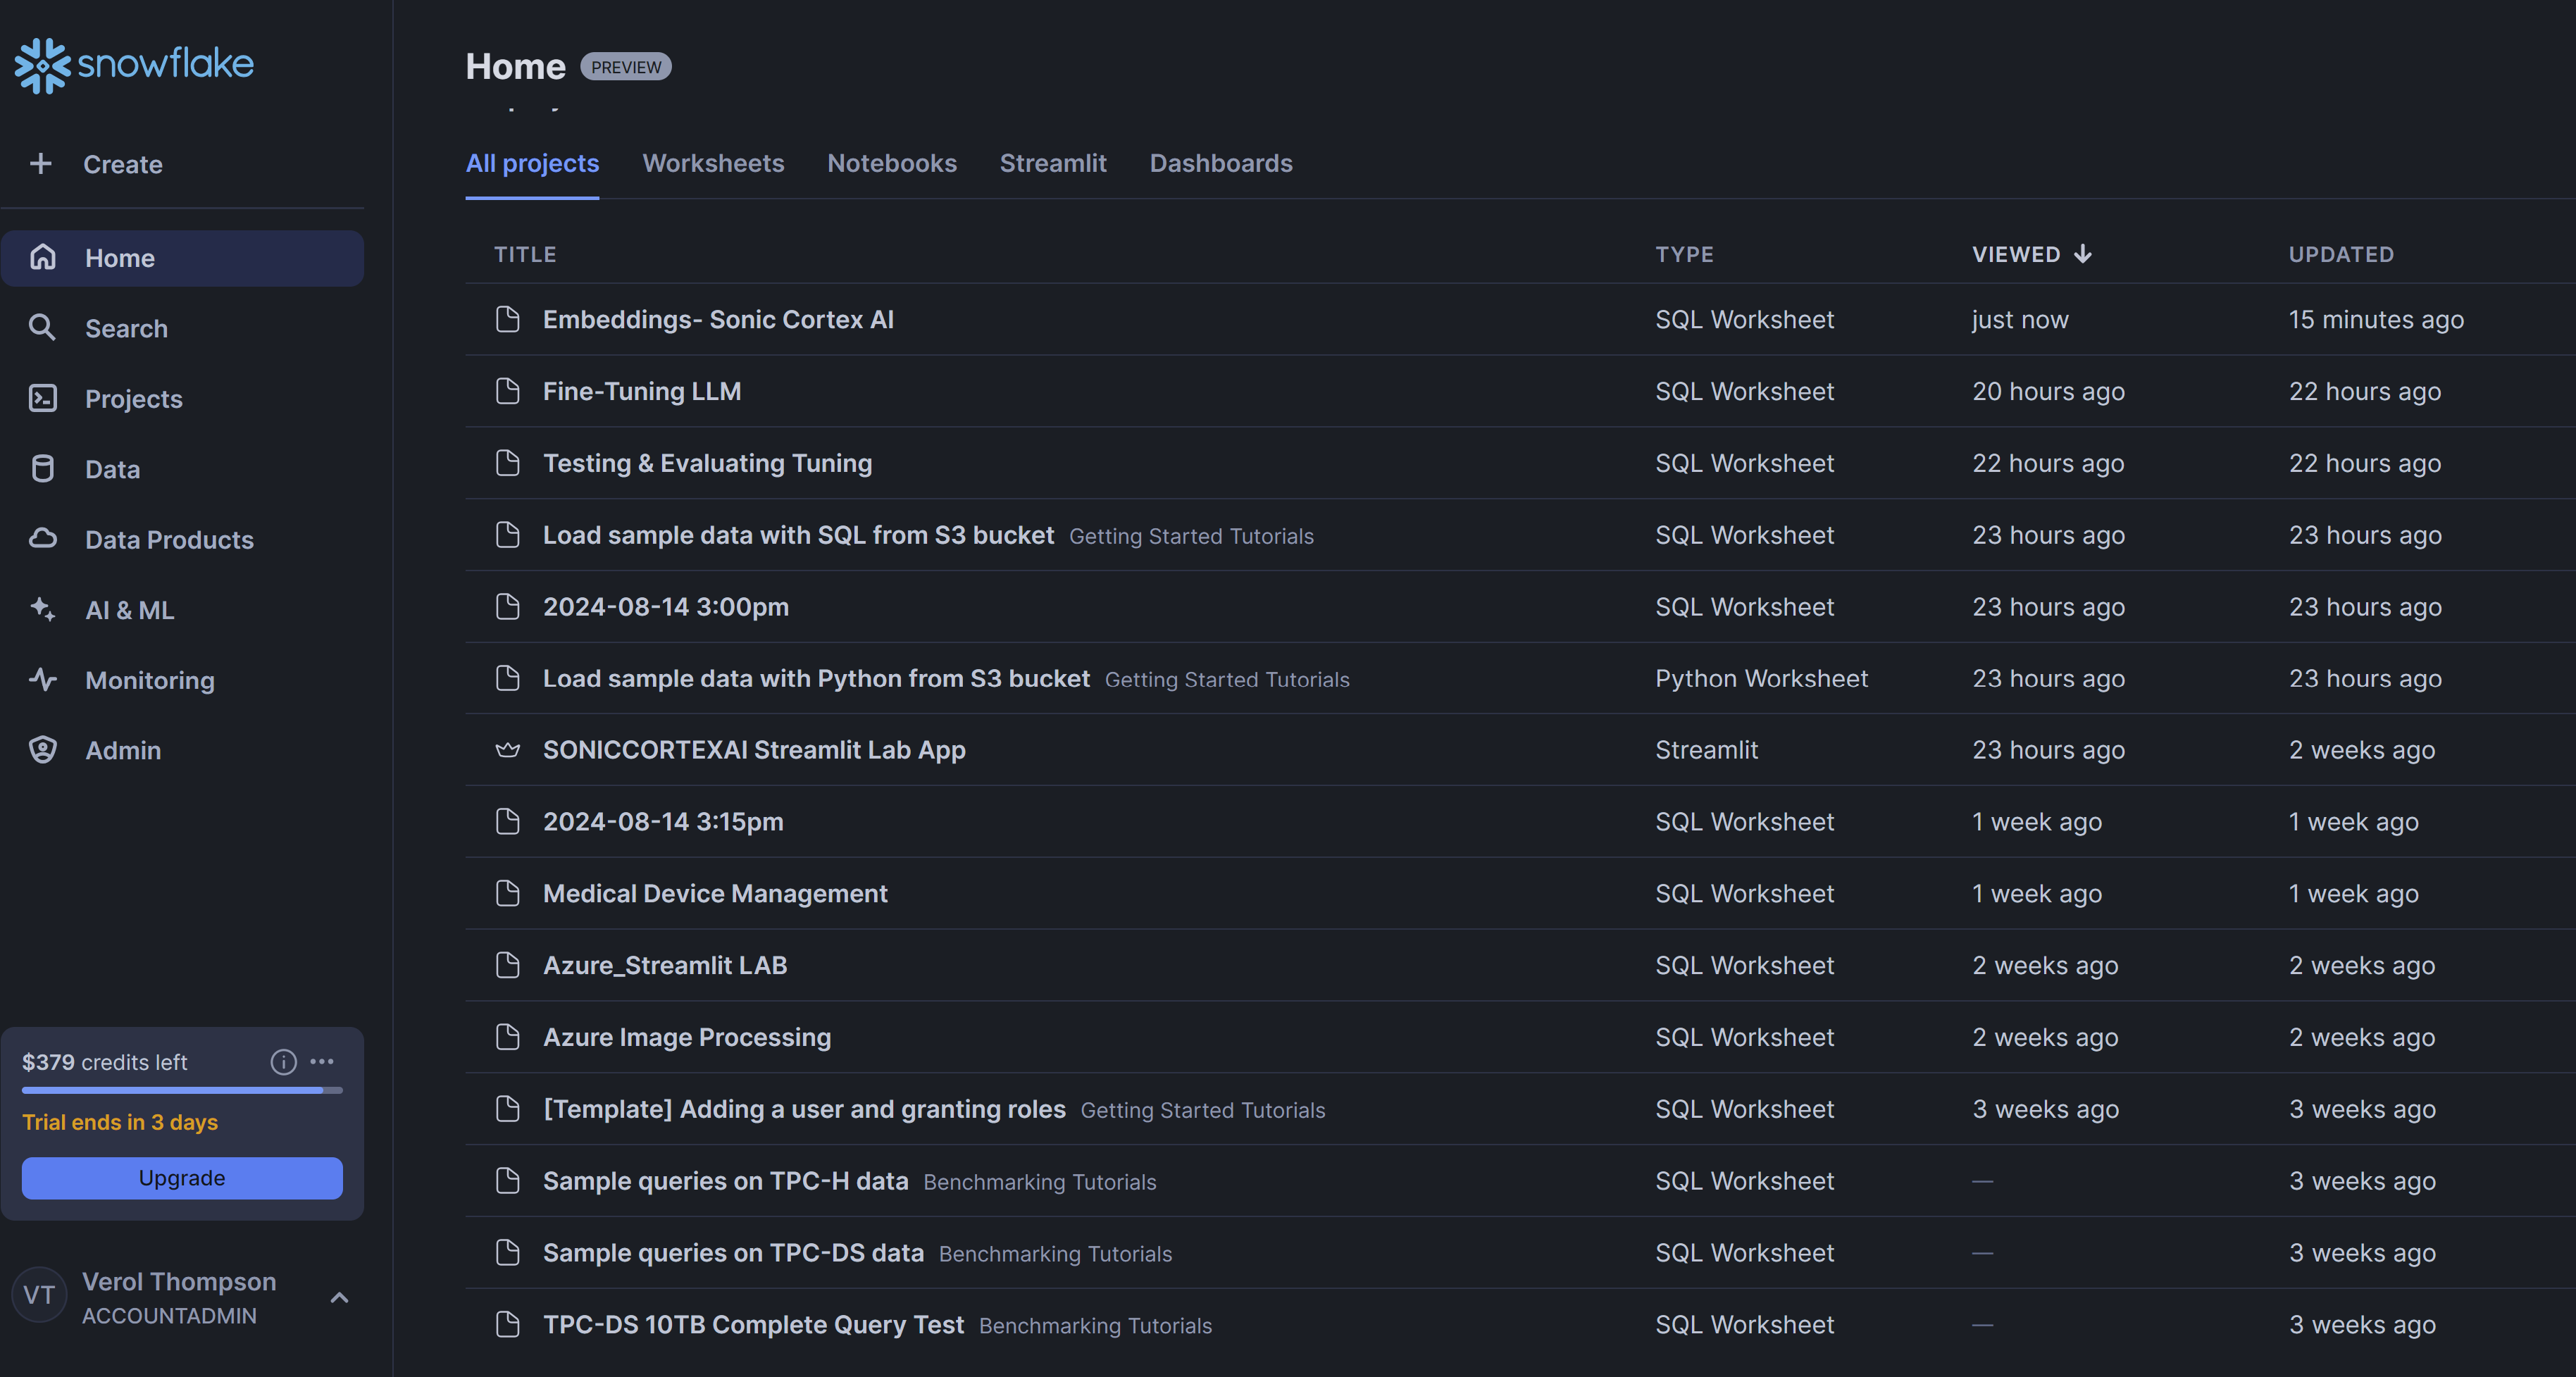 snowflake
Create
Home
Search
Projects
Data
Data Products
AI & ML
Monitoring
Admin
$379 credits left
Trial ends in 3 days
Upgrade
VT
Verol Thompson
ACCOUNTADMIN
Home PREVIEW
All projects Worksheets Notebooks Streamlit Dashboards
TITLE TYPE VIEWED UPDATED
Embeddings- Sonic Cortex AI SQL Worksheet just now 15 minutes ago
Fine-Tuning LLM SQL Worksheet 20 hours ago 22 hours ago
Testing & Evaluating Tuning SQL Worksheet 22 hours ago 22 hours ago
Load sample data with SQL from S3 bucket Getting Started Tutorials SQL Worksheet 23 hours ago 23 hours ago
2024-08-14 3:00pm SQL Worksheet 23 hours ago 23 hours ago
Load sample data with Python from S3 bucket Getting Started Tutorials Python Worksheet 23 hours ago 23 hours ago
SONICCORTEXAI Streamlit Lab App Streamlit 23 hours ago 2 weeks ago
2024-08-14 3:15pm SQL Worksheet 1 week ago 1 week ago
Medical Device Management SQL Worksheet 1 week ago 1 week ago
Azure_Streamlit LAB SQL Worksheet 2 weeks ago 2 weeks ago
Azure Image Processing SQL Worksheet 2 weeks ago 2 weeks ago
[Template] Adding a user and granting roles Getting Started Tutorials SQL Worksheet 3 weeks ago 3 weeks ago
Sample queries on TPC-H data Benchmarking Tutorials SQL Worksheet — 3 weeks ago
Sample queries on TPC-DS data Benchmarking Tutorials SQL Worksheet — 3 weeks ago
TPC-DS 10TB Complete Query Test Benchmarking Tutorials SQL Worksheet — 3 weeks ago